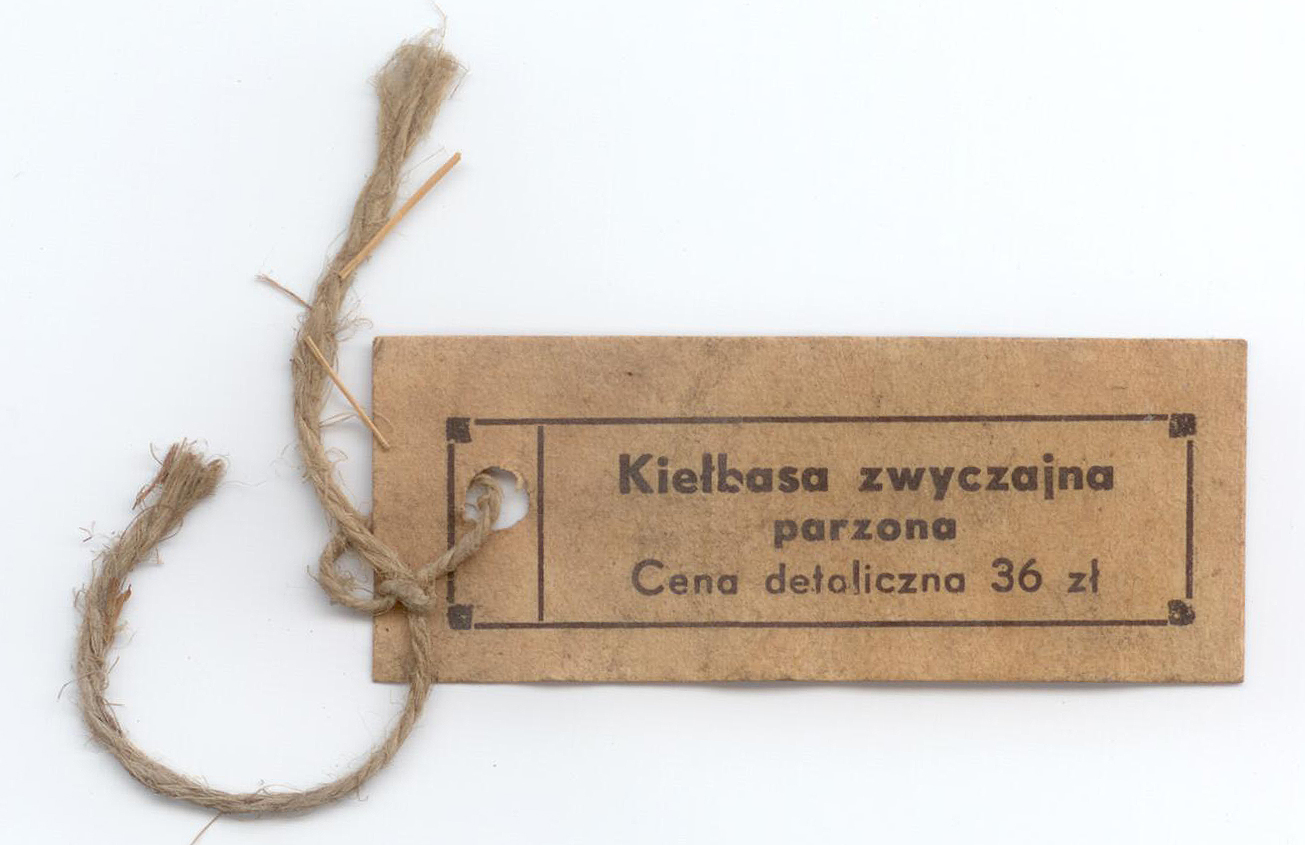 Kiełbasa zwyczajna
parzona
Cena detaliczna 36 zł